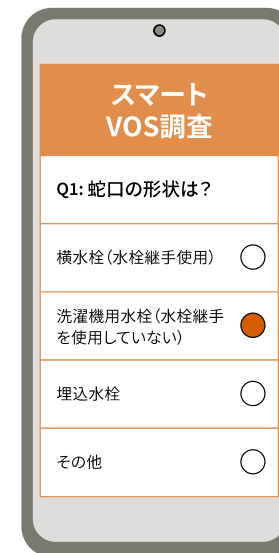 スマート
VOS調査
Q1: 蛇口の形状は？
横水栓（水栓継手使用）
洗濯機用水栓（水栓継手
を使用していない）
埋込水栓
その他